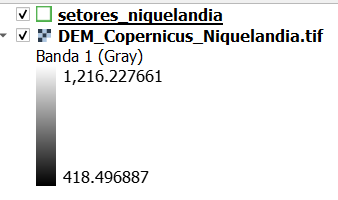 setores_niquelandia
DEM_Copernicus_Niquelandia.tif
Banda 1 (Gray)
1,216.227661
418.496887